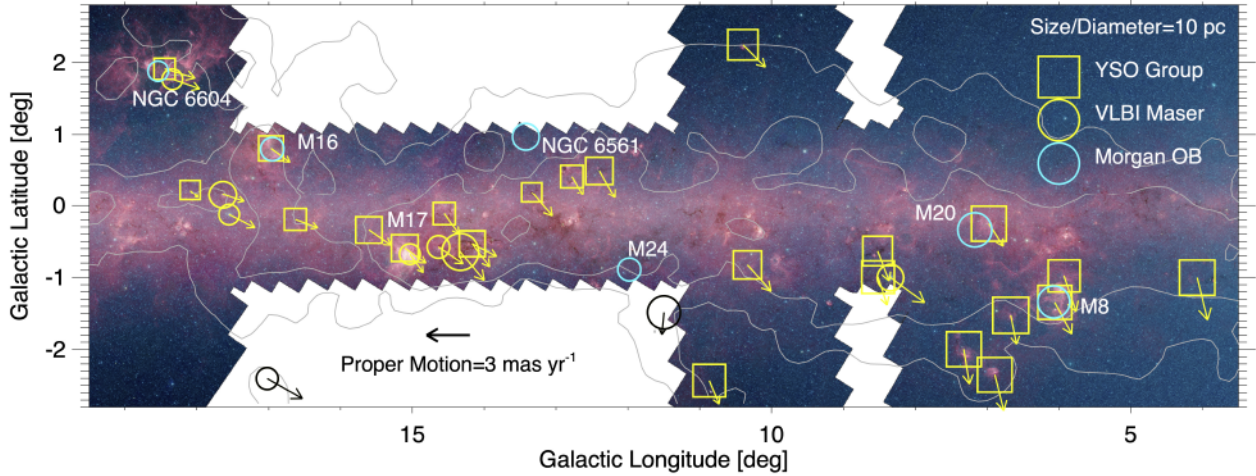 Size/Diameter=10 pc
YSO Group
VLBI Maser
Morgan OB
NGC 6604
M16
NGC 6561
M17
M24
M20
M8
Proper Motion=3 mas yr⁻¹
2
1
0
-1
-2
Galactic Latitude [deg]
15
10
5
Galactic Longitude [deg]